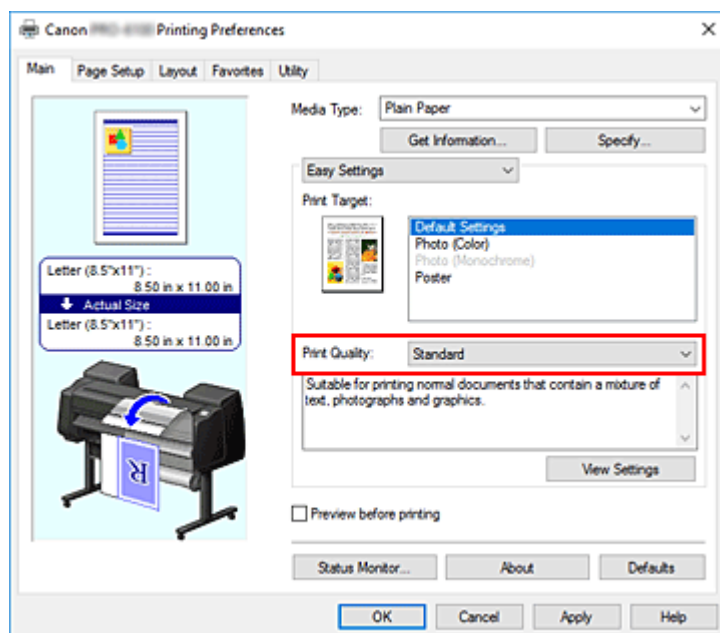 Canon Printing Preferences
Main Page Setup Layout Favorites Utility
Media Type: Plain Paper
Get Information... Specify...
Easy Settings
Print Target:
Default Settings
Photo (Color)
Photo (Monochrome)
Poster
Letter (8.5"x11") :
8.50 in x 11.00 in
Actual Size
Letter (8.5"x11") :
8.50 in x 11.00 in
R
Print Quality: Standard
Suitable for printing normal documents that contain a mixture of
text, photographs and graphics.
View Settings
Preview before printing
Status Monitor... About Defaults
OK Cancel Apply Help